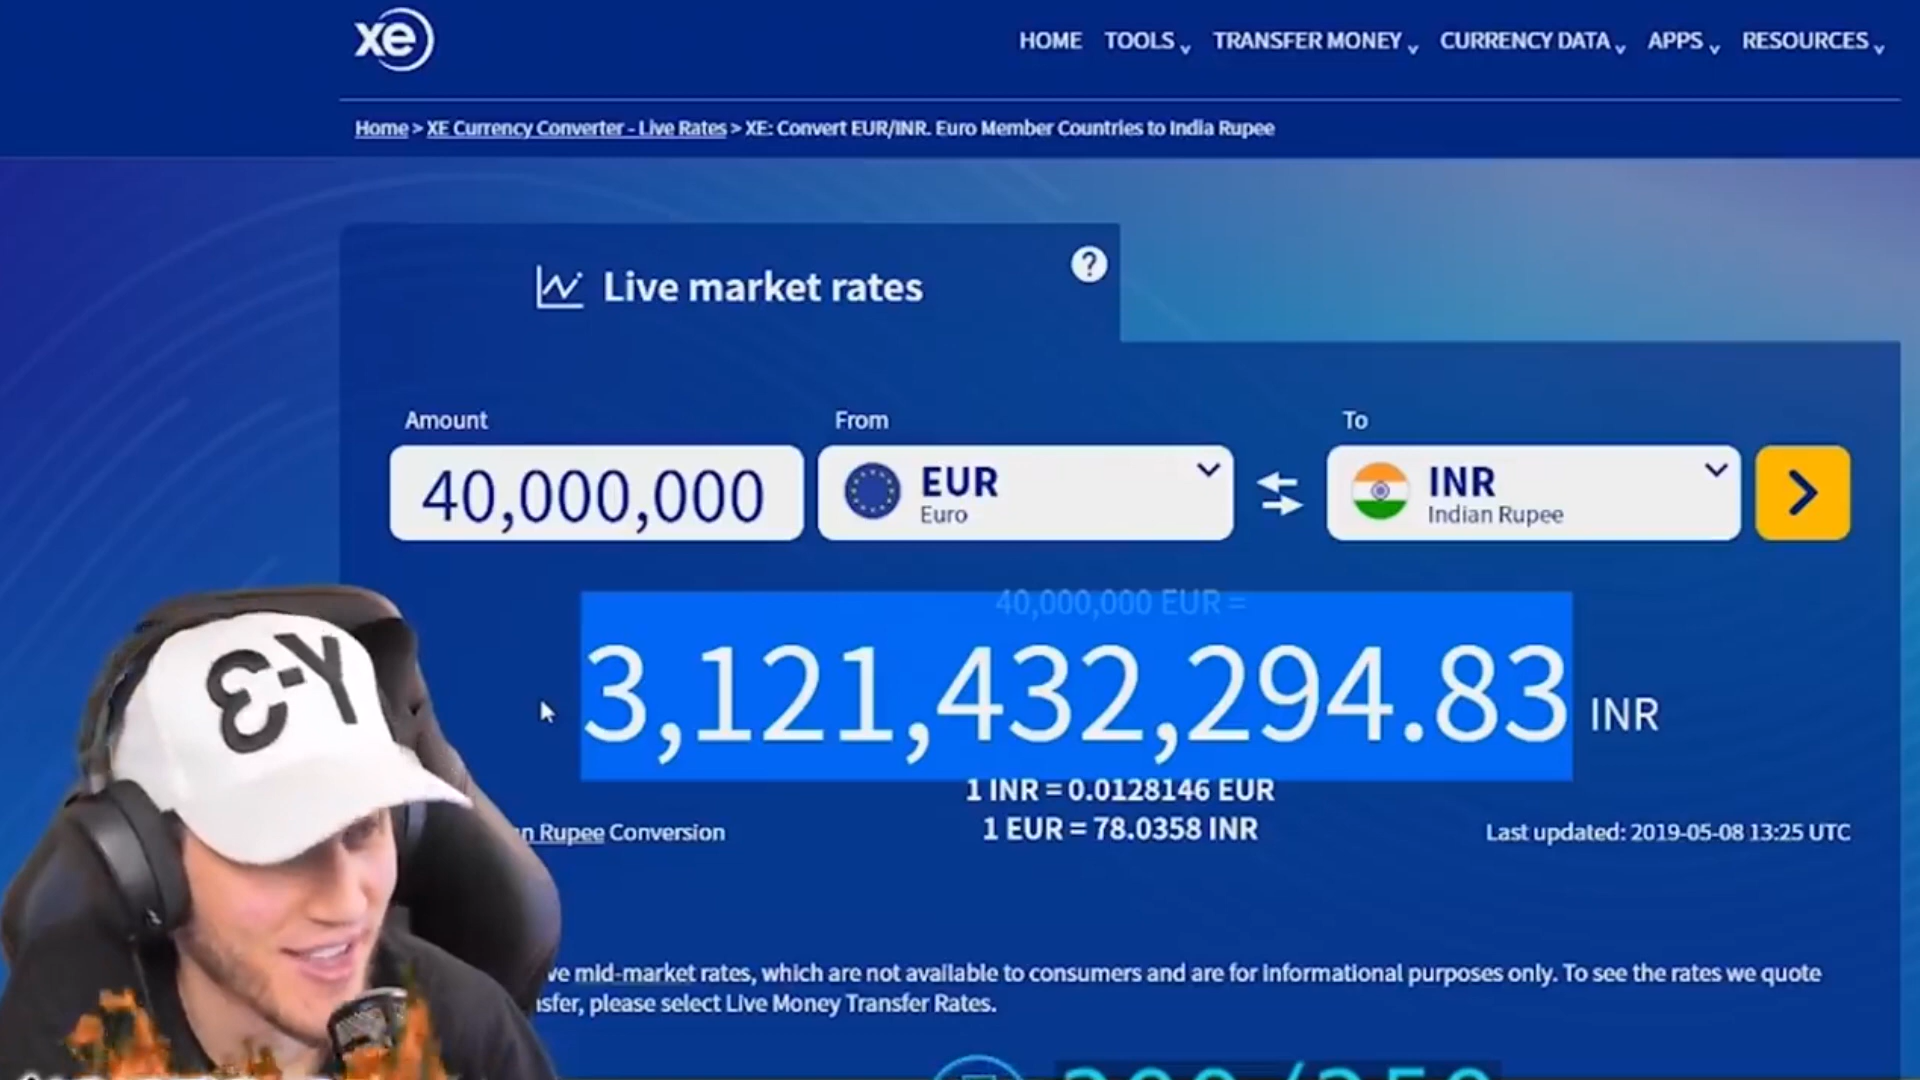 xe
HOME TOOLS TRANSFER MONEY CURRENCY DATA APPS RESOURCES
Home > XE Currency Converter - Live Rates > XE: Convert EUR/INR. Euro Member Countries to India Rupee
Live market rates ?
Amount From To
40,000,000 EUR INR
Euro Indian Rupee
40,000,000 EUR =
3,121,432,294.83 INR
1 INR = 0.0128146 EUR
1 EUR = 78.0358 INR
Rupee Conversion Last updated: 2019-05-08 13:25 UTC
mid-market rates, which are not available to consumers and are for informational purposes only. To see the rates we quote
please select Live Money Transfer Rates.